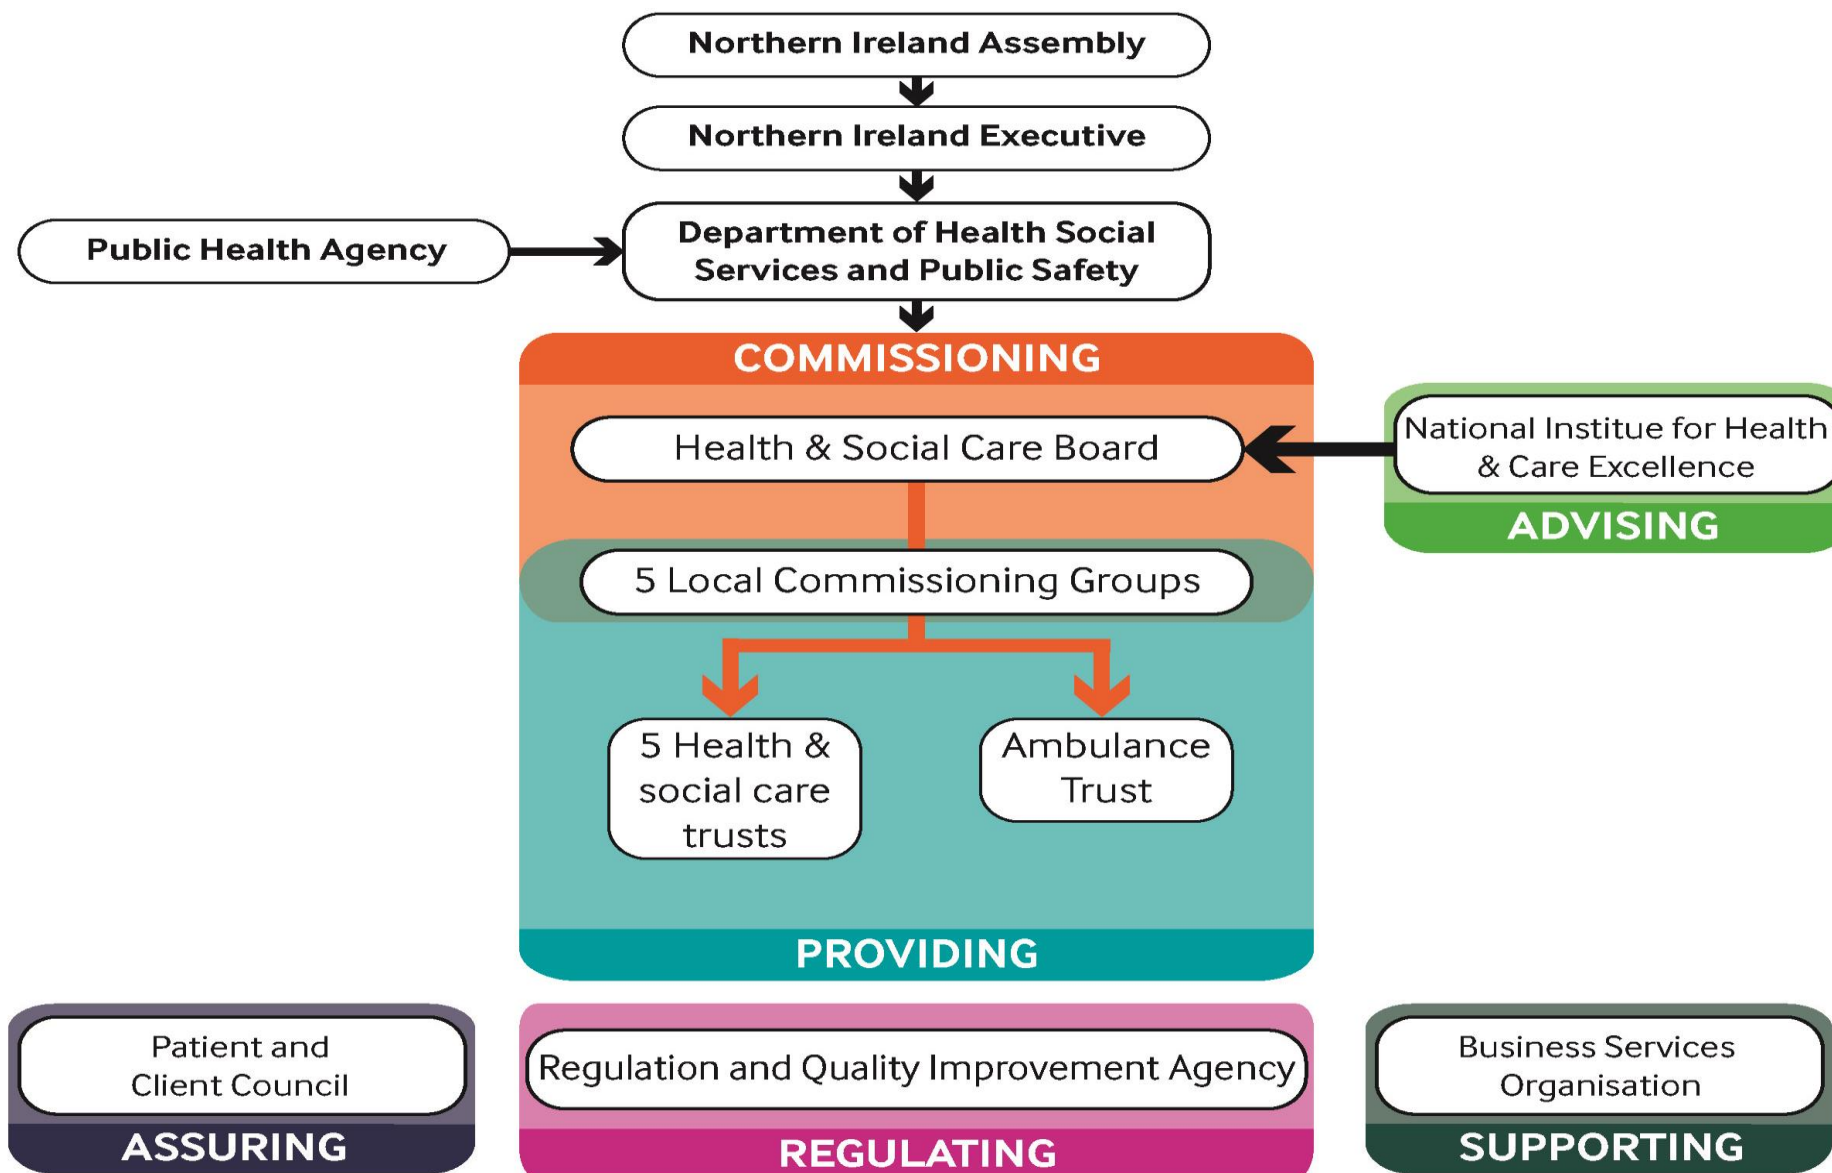 Northern Ireland Assembly
Northern Ireland Executive
Public Health Agency
Department of Health Social
Services and Public Safety
COMMISSIONING
Health & Social Care Board
National Institue for Health
& Care Excellence
ADVISING
5 Local Commissioning Groups
5 Health &
social care
trusts
Ambulance
Trust
PROVIDING
Patient and
Client Council
ASSURING
Regulation and Quality Improvement Agency
REGULATING
Business Services
Organisation
SUPPORTING